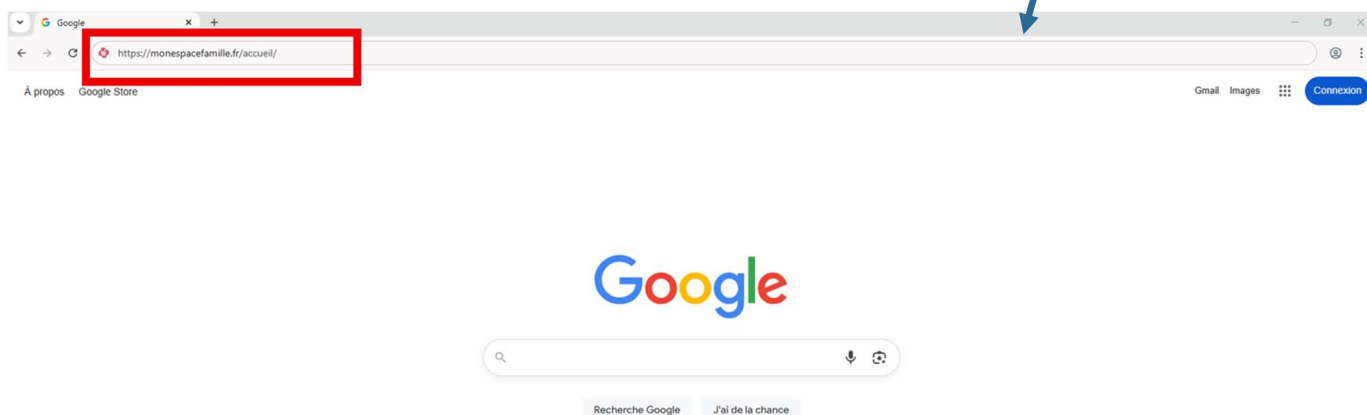 Google
https://monespacefamille.fr/accueil/
À propos Google Store Gmail Images Connexion
Google
Recherche Google J'ai de la chance